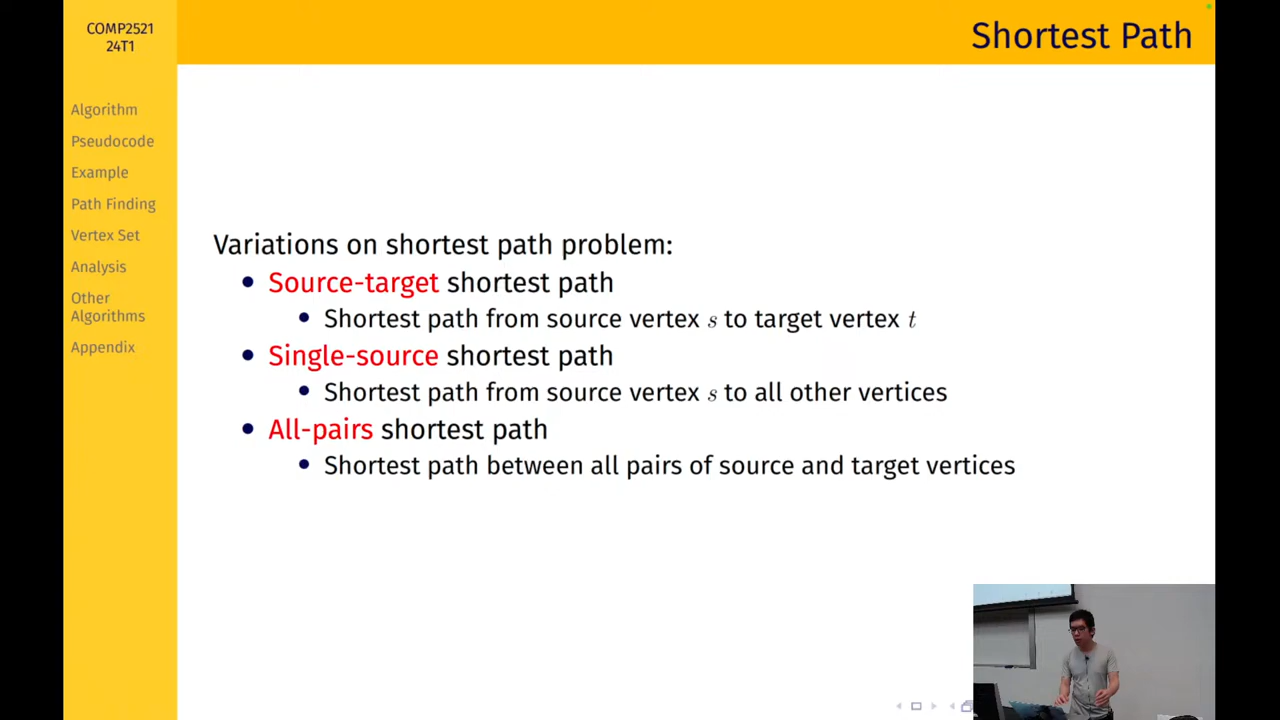 COMP2521
24T1
Shortest Path
Algorithm
Pseudocode
Example
Path Finding
Vertex Set
Analysis
Other
Algorithms
Appendix
Variations on shortest path problem:
• Source-target shortest path
• Shortest path from source vertex s to target vertex t
• Single-source shortest path
• Shortest path from source vertex s to all other vertices
• All-pairs shortest path
• Shortest path between all pairs of source and target vertices